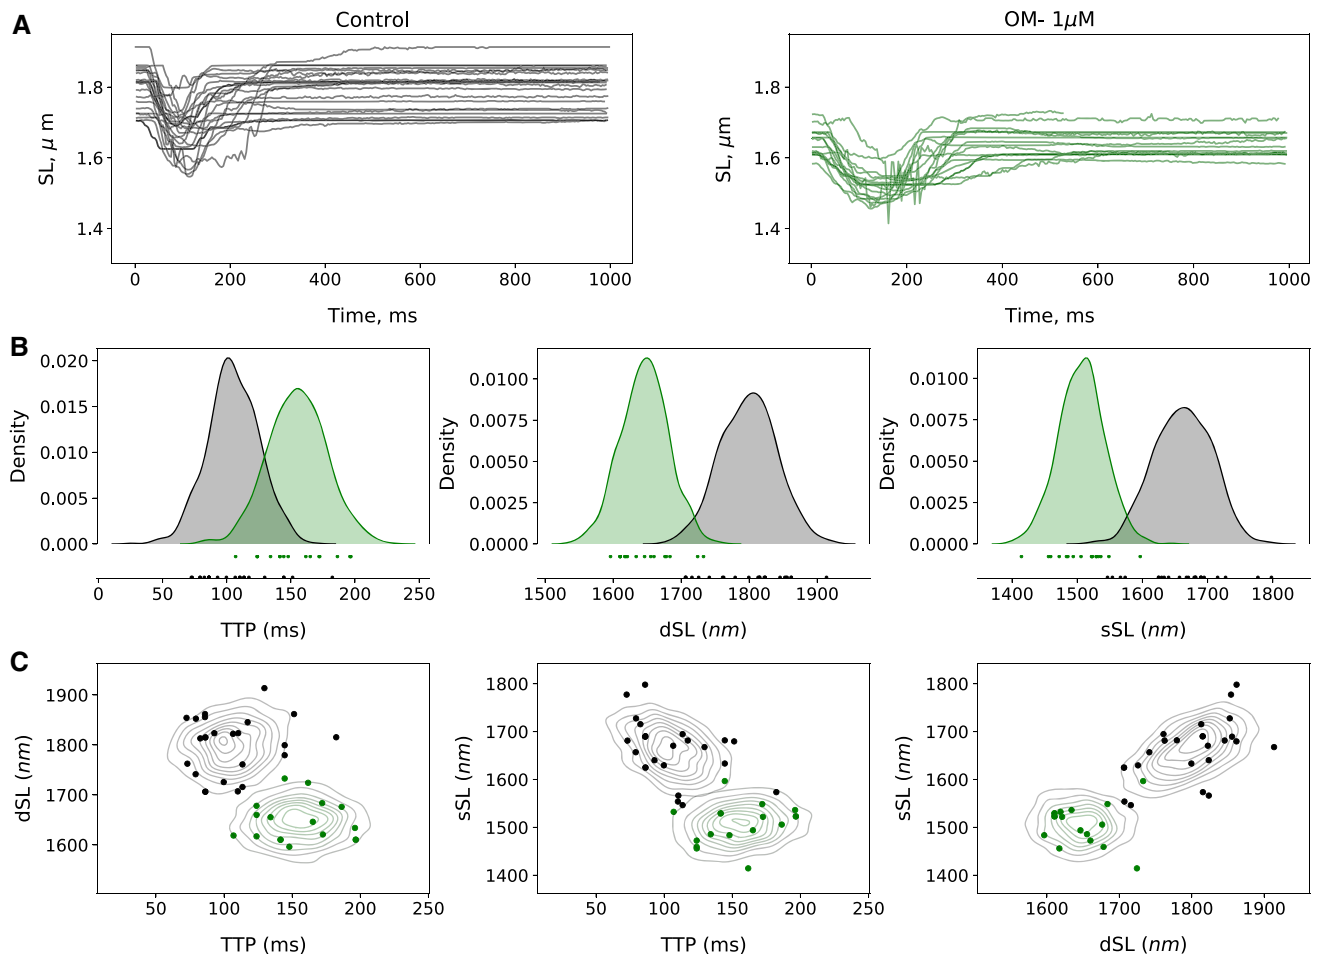 A
Control
OM- 1μM
SL, μ m
1.8
1.6
1.4
0 200 400 600 800 1000
Time, ms
SL, μm
1.8
1.6
1.4
0 200 400 600 800 1000
Time, ms
B
Density
0.020
0.015
0.010
0.005
0.000
0 50 100 150 200 250
TTP (ms)
Density
0.0100
0.0075
0.0050
0.0025
0.0000
1500 1600 1700 1800 1900
dSL (nm)
Density
0.0100
0.0075
0.0050
0.0025
0.0000
1400 1500 1600 1700 1800
sSL (nm)
C
dSL (nm)
1900
1800
1700
1600
50 100 150 200 250
TTP (ms)
sSL (nm)
1800
1700
1600
1500
1400
50 100 150 200 250
TTP (ms)
sSL (nm)
1800
1700
1600
1500
1400
1600 1700 1800 1900
dSL (nm)